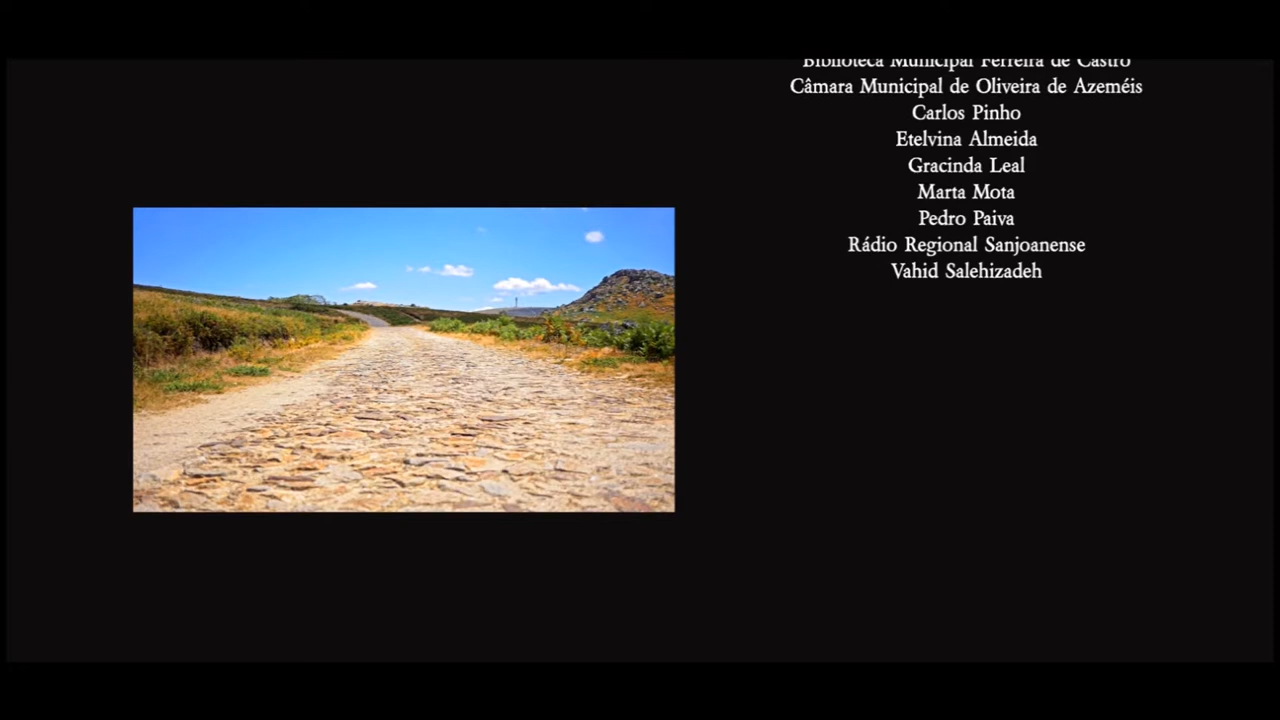 Biblioteca Municipal Ferreira de Castro
Câmara Municipal de Oliveira de Azeméis
Carlos Pinho
Etelvina Almeida
Gracinda Leal
Marta Mota
Pedro Paiva
Rádio Regional Sanjoanense
Vahid Salehizadeh